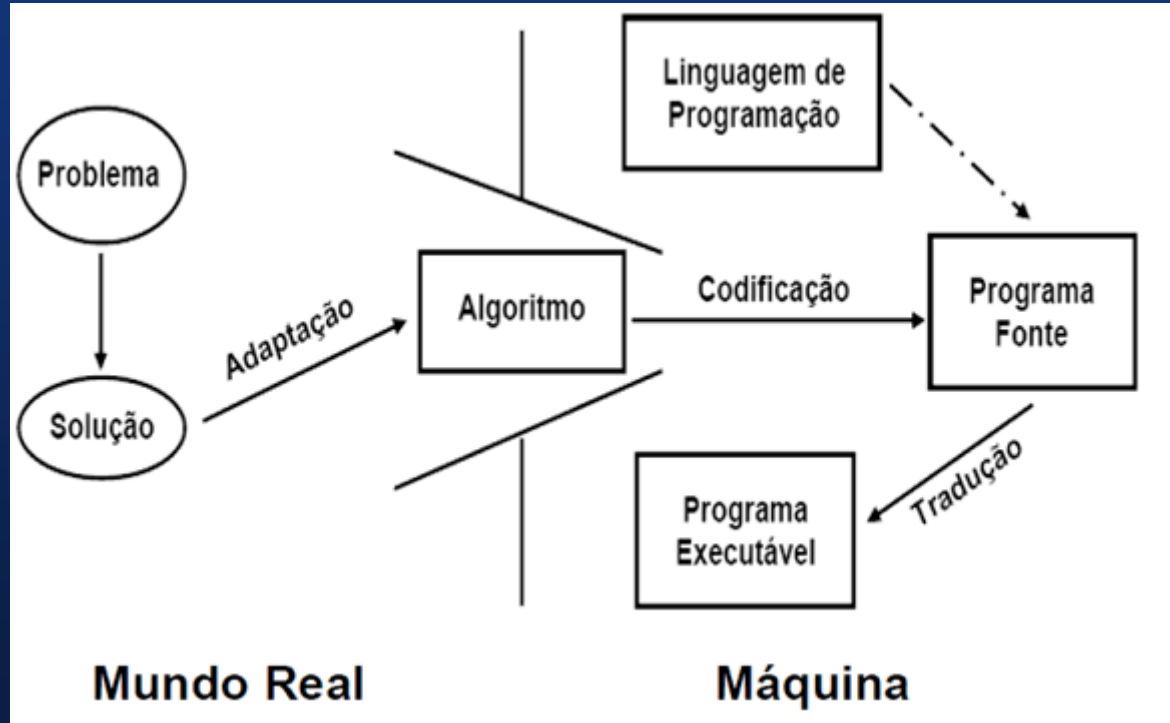 Linguagem de
Programação
Problema
Solução
Adaptação
Algoritmo
Codificação
Programa
Fonte
Tradução
Programa
Executável
Mundo Real
Máquina